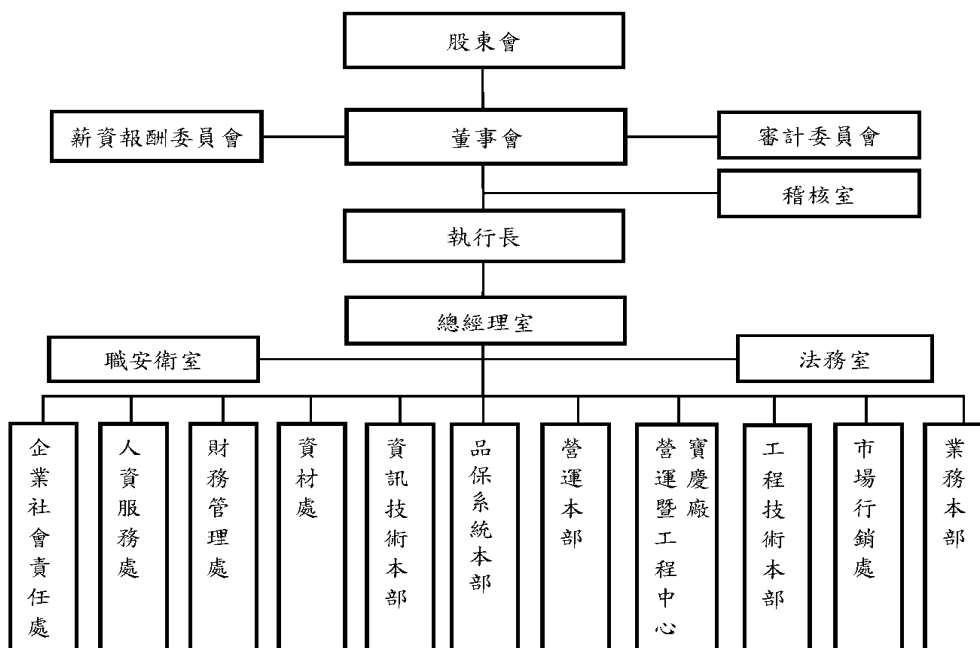 股東會
薪資報酬委員會
董事會
審計委員會
稽核室
執行長
總經理室
職安衛室
法務室
企業社會責任處
人資服務處
財務管理處
資材處
資訊技術本部
品保系統本部
營運本部
寶慶廠
營運暨工程中心
工程技術本部
市場行銷處
業務本部